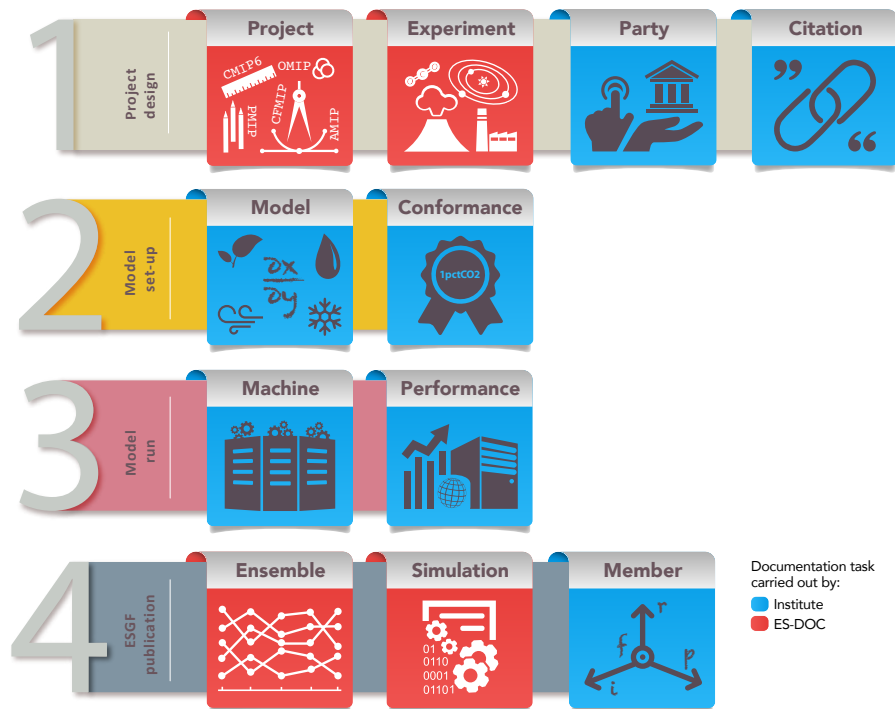 1
Project
design
Project
CMIP6
OMIP
PMIP
CFMIP
AMIP
Experiment
Party
Citation
”
“
2
Model
set-up
Model
∂x
∂y
Conformance
1pctCO2
3
Model
run
Machine
Performance
4
ESGF
publication
Ensemble
Simulation
01
0110
0001
01101
Member
r
f
p
i
Documentation task
carried out by:
Institute
ES-DOC